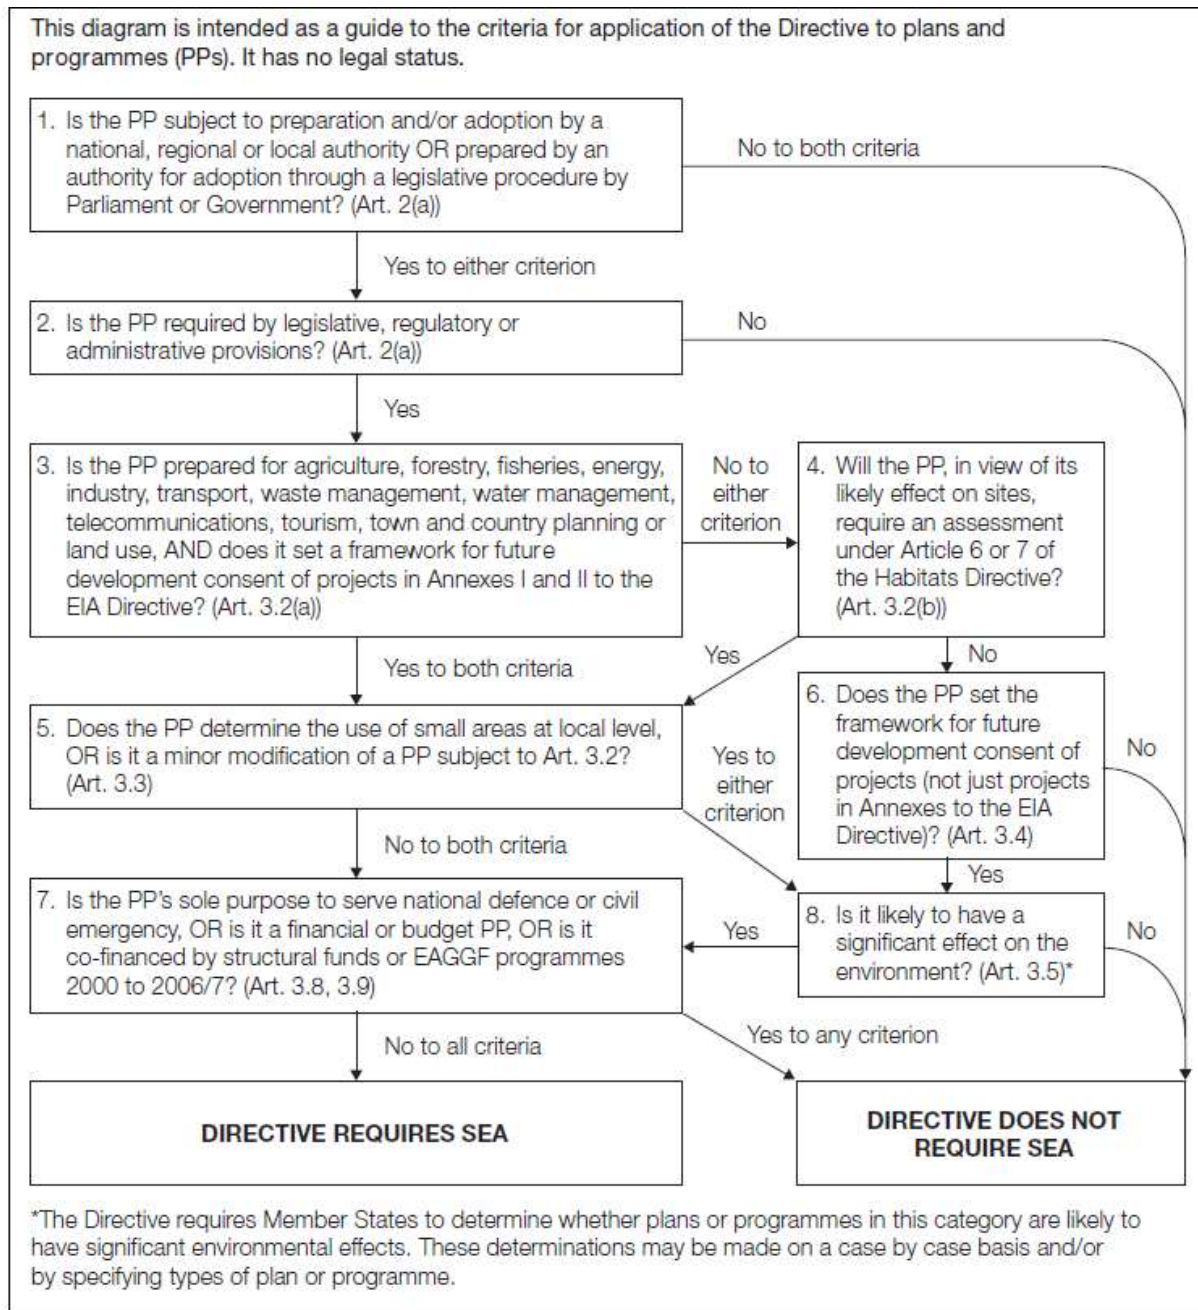 This diagram is intended as a guide to the criteria for application of the Directive to plans and
programmes (PPs). It has no legal status.
1. Is the PP subject to preparation and/or adoption by a
national, regional or local authority OR prepared by an
authority for adoption through a legislative procedure by
Parliament or Government? (Art. 2(a))
No to both criteria
Yes to either criterion
2. Is the PP required by legislative, regulatory or
administrative provisions? (Art. 2(a))
No
Yes
3. Is the PP prepared for agriculture, forestry, fisheries, energy,
industry, transport, waste management, water management,
telecommunications, tourism, town and country planning or
land use, AND does it set a framework for future
development consent of projects in Annexes I and II to the
EIA Directive? (Art. 3.2(a))
No to
either
criterion
4. Will the PP, in view of its
likely effect on sites,
require an assessment
under Article 6 or 7 of
the Habitats Directive?
(Art. 3.2(b))
Yes to both criteria
Yes
No
5. Does the PP determine the use of small areas at local level,
OR is it a minor modification of a PP subject to Art. 3.2?
(Art. 3.3)
Yes to
either
criterion
6. Does the PP set the
framework for future
development consent of
projects (not just projects
in Annexes to the EIA
Directive)? (Art. 3.4)
No
No to both criteria
Yes
7. Is the PP's sole purpose to serve national defence or civil
emergency, OR is it a financial or budget PP, OR is it
co-financed by structural funds or EAGGF programmes
2000 to 2006/7? (Art. 3.8, 3.9)
Yes
8. Is it likely to have a
significant effect on the
environment? (Art. 3.5)*
No
No to all criteria
Yes to any criterion
DIRECTIVE REQUIRES SEA
DIRECTIVE DOES NOT
REQUIRE SEA
*The Directive requires Member States to determine whether plans or programmes in this category are likely to
have significant environmental effects. These determinations may be made on a case by case basis and/or
by specifying types of plan or programme.